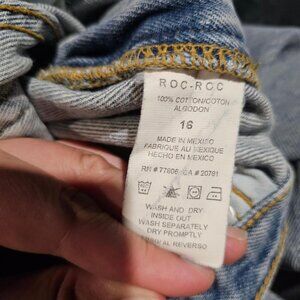 ROC-ROC
100% COTTON/COTON
ALGODON
16
MADE IN MEXICO
FABRIQUE AU MEXIQUE
HECHO EN MEXICO
RN # 77606 CA # 20781
WASH AND DRY
INSIDE OUT
WASH SEPARATELY
DRY PROMPTLY
REVERSO